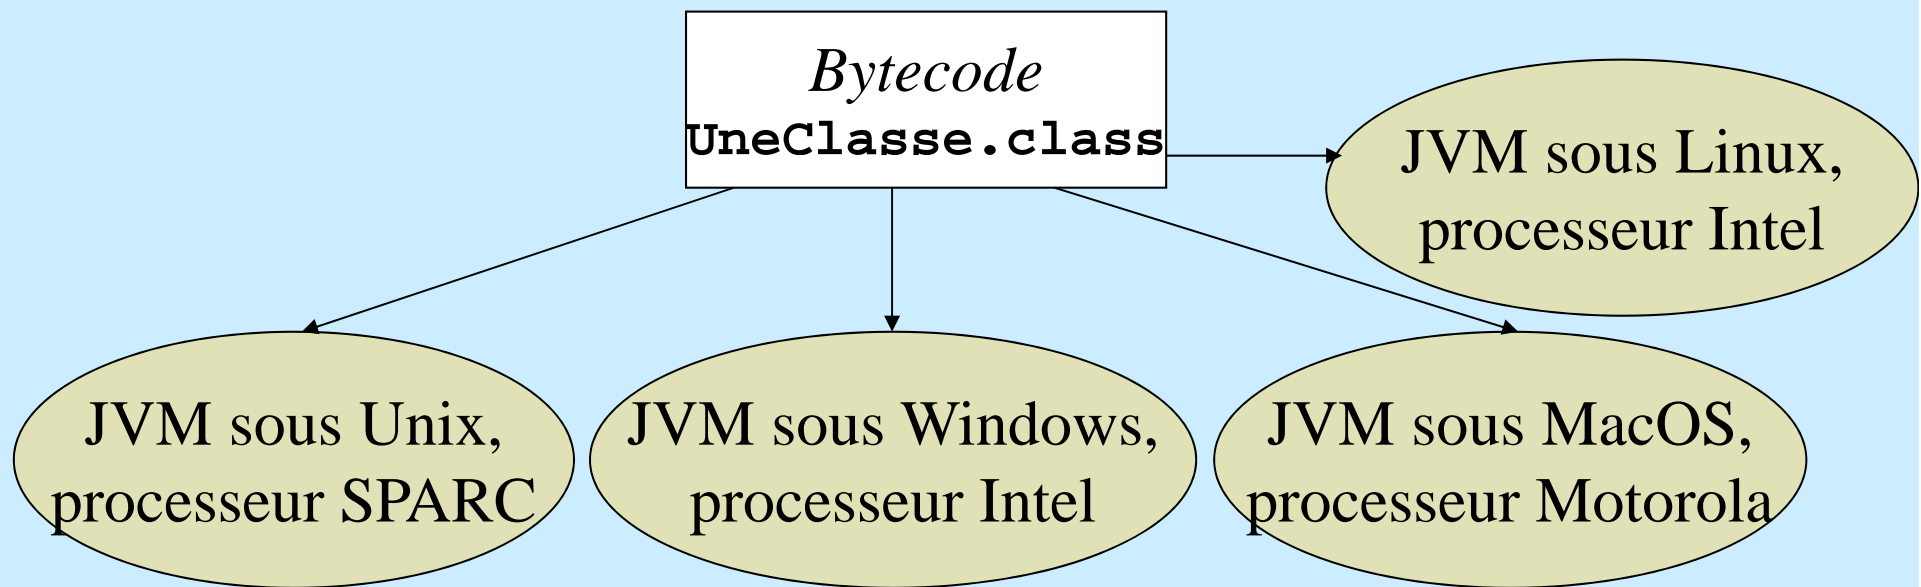 Bytecode
UneClasse.class
JVM sous Linux,
processeur Intel
JVM sous Unix,
processeur SPARC
JVM sous Windows,
processeur Intel
JVM sous MacOS,
processeur Motorola